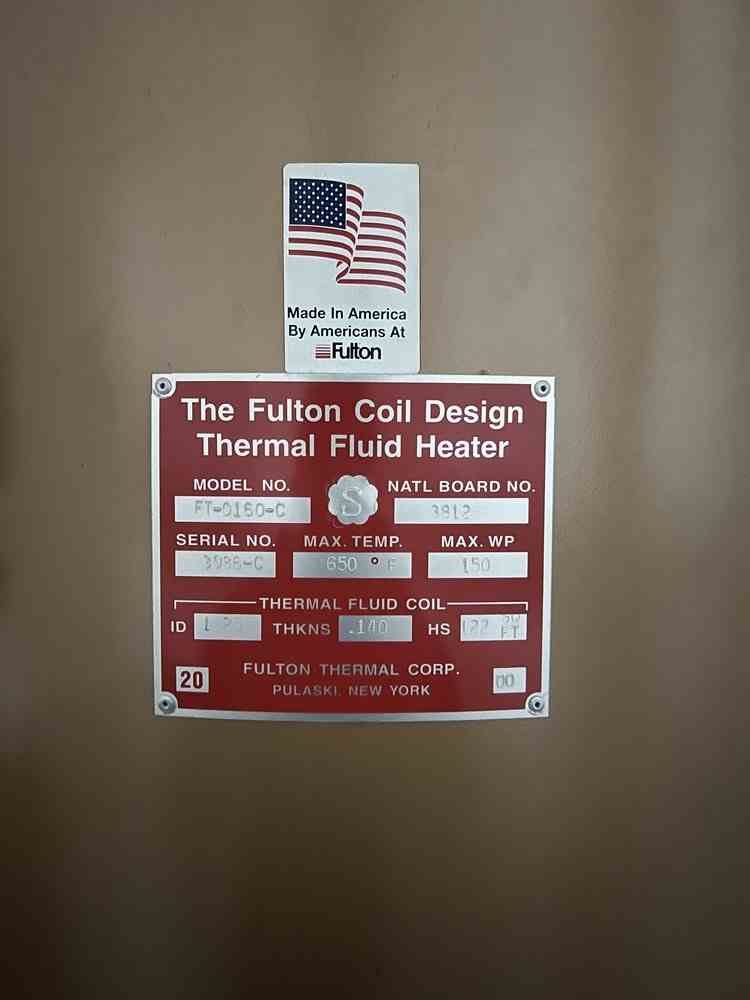 Made In America
By Americans At
Fulton
The Fulton Coil Design
Thermal Fluid Heater
MODEL NO. S NATL BOARD NO.
FT-0160-C 3812
SERIAL NO. MAX. TEMP. MAX. WP
650 ° F 150
THERMAL FLUID COIL
ID THKNS .140 HS 122 SQ FT
20 FULTON THERMAL CORP. 00
PULASKI, NEW YORK